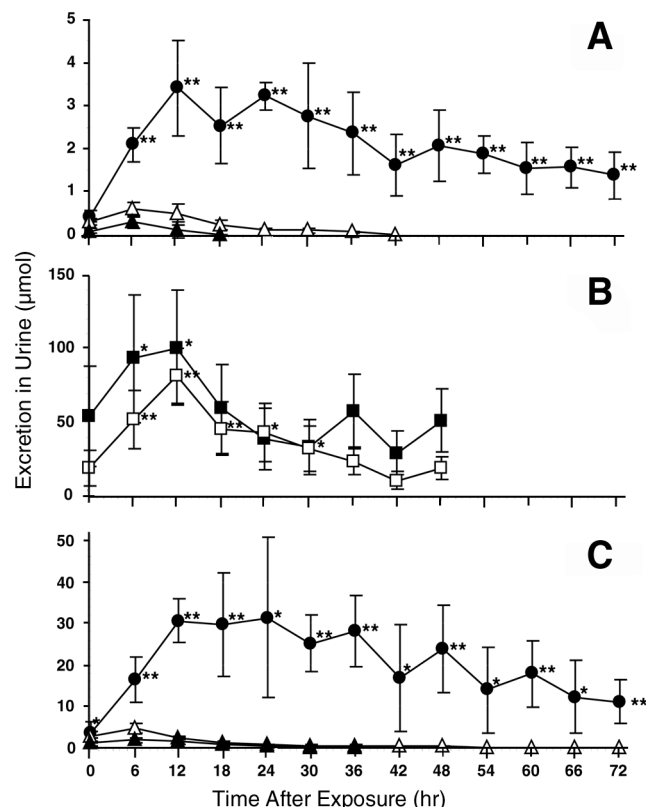 5
A
4
3
2
1
0
** ** ** ** ** ** ** ** ** ** ** **
Excretion in Urine (μmol)
150
B
100
50
0
* * ** ** ** * *
50
C
40
30
20
10
0
* ** ** ** * ** ** * ** * ** * **
0 6 12 18 24 30 36 42 48 54 60 66 72
Time After Exposure (hr)